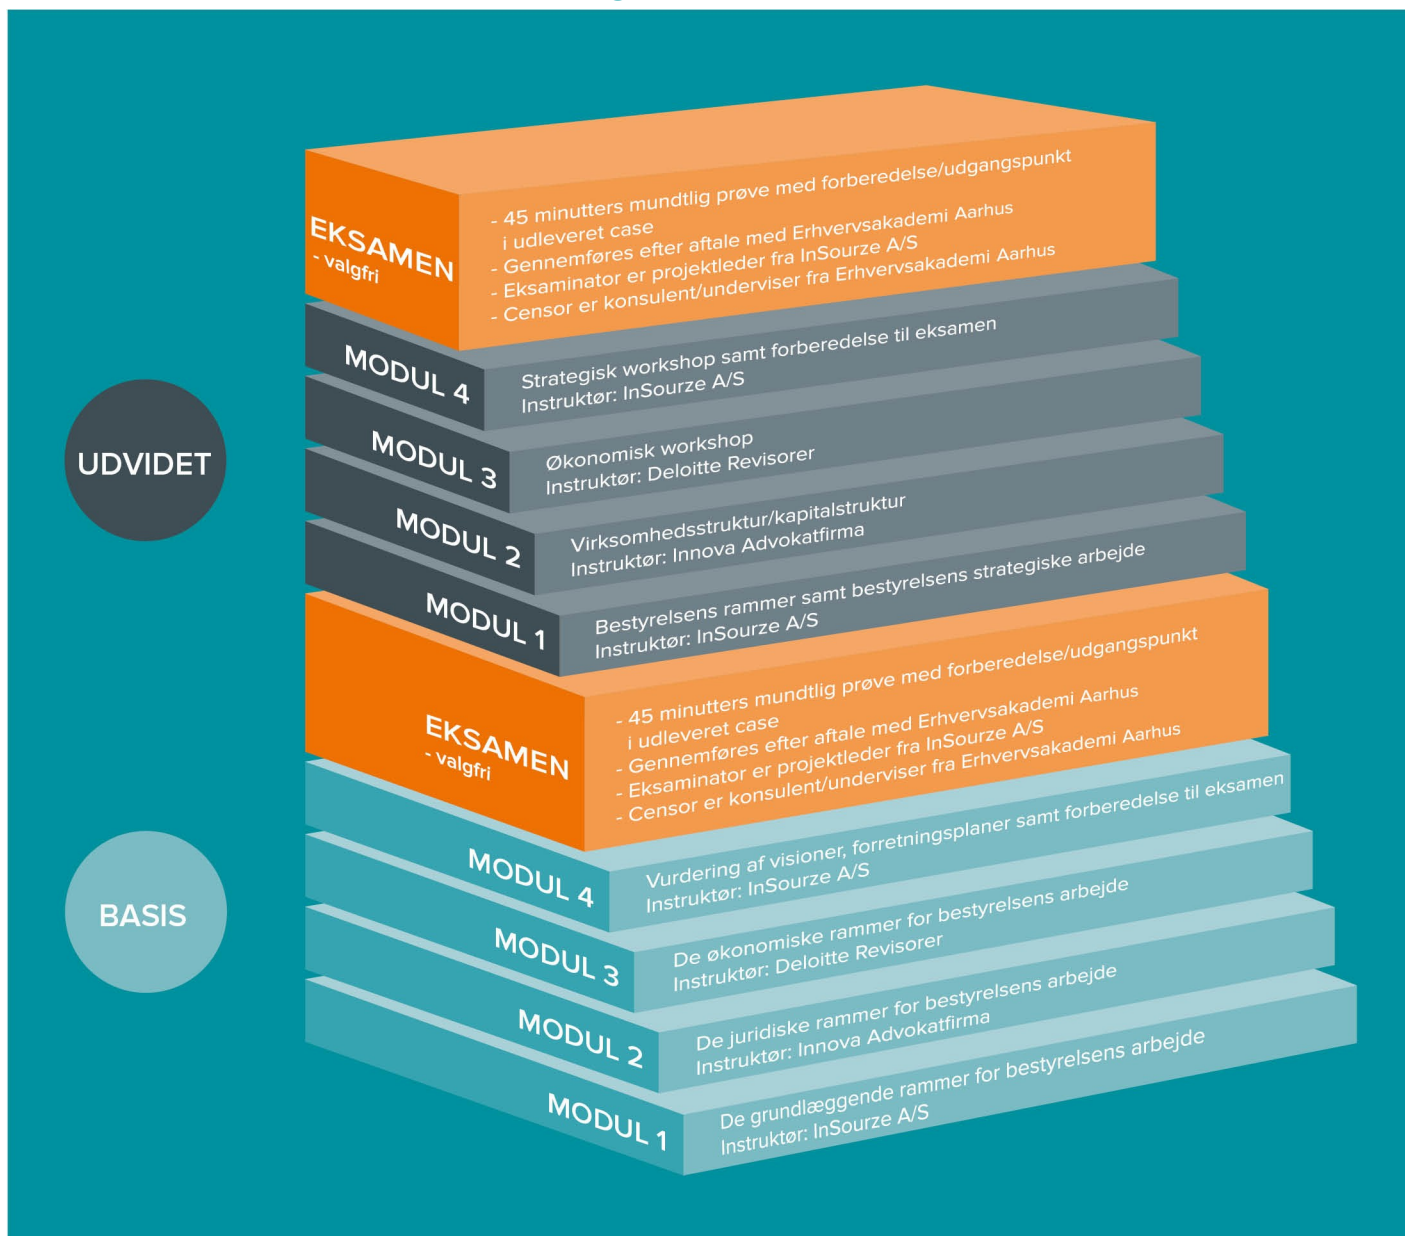 EKSAMEN
- valgfri
- 45 minutters mundtlig prøve med forberedelse/udgangspunkt
i udleveret case
- Gennemføres efter aftale med Erhvervsakademi Aarhus
- Eksaminator er projektleder fra InSourze A/S
- Censor er konsulent/underviser fra Erhvervsakademi Aarhus
UDVIDET
MODUL 4
Strategisk workshop samt forberedelse til eksamen
Instruktør: InSourze A/S
MODUL 3
Økonomisk workshop
Instruktør: Deloitte Revisorer
MODUL 2
Virksomhedsstruktur/kapitalstruktur
Instruktør: Innova Advokatfirma
MODUL 1
Bestyrelsens rammer samt bestyrelsens strategiske arbejde
Instruktør: InSourze A/S
EKSAMEN
- valgfri
- 45 minutters mundtlig prøve med forberedelse/udgangspunkt
i udleveret case
- Gennemføres efter aftale med Erhvervsakademi Aarhus
- Eksaminator er projektleder fra InSourze A/S
- Censor er konsulent/underviser fra Erhvervsakademi Aarhus
BASIS
MODUL 4
Vurdering af visioner, forretningsplaner samt forberedelse til eksamen
Instruktør: InSourze A/S
MODUL 3
De økonomiske rammer for bestyrelsens arbejde
Instruktør: Deloitte Revisorer
MODUL 2
De juridiske rammer for bestyrelsens arbejde
Instruktør: Innova Advokatfirma
MODUL 1
De grundlæggende rammer for bestyrelsens arbejde
Instruktør: InSourze A/S